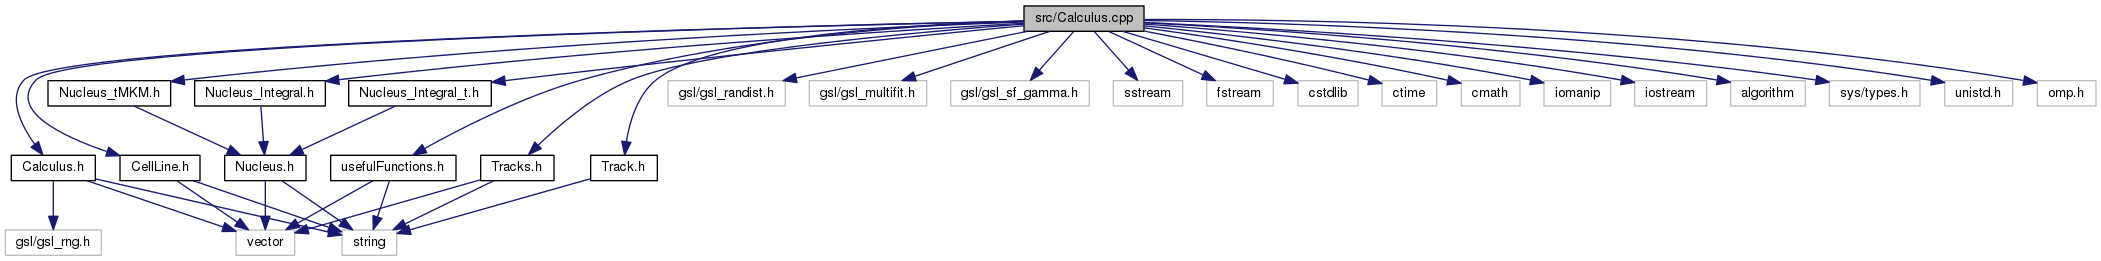 src/Calculus.cpp
Nucleus_tMKM.h
Nucleus_Integral.h
Nucleus_Integral_t.h
gsl/gsl_randist.h
gsl/gsl_multifit.h
gsl/gsl_sf_gamma.h
sstream
fstream
cstdlib
ctime
cmath
iomanip
iostream
algorithm
sys/types.h
unistd.h
omp.h
Calculus.h
CellLine.h
Nucleus.h
usefulFunctions.h
Tracks.h
Track.h
gsl/gsl_rng.h
vector
string